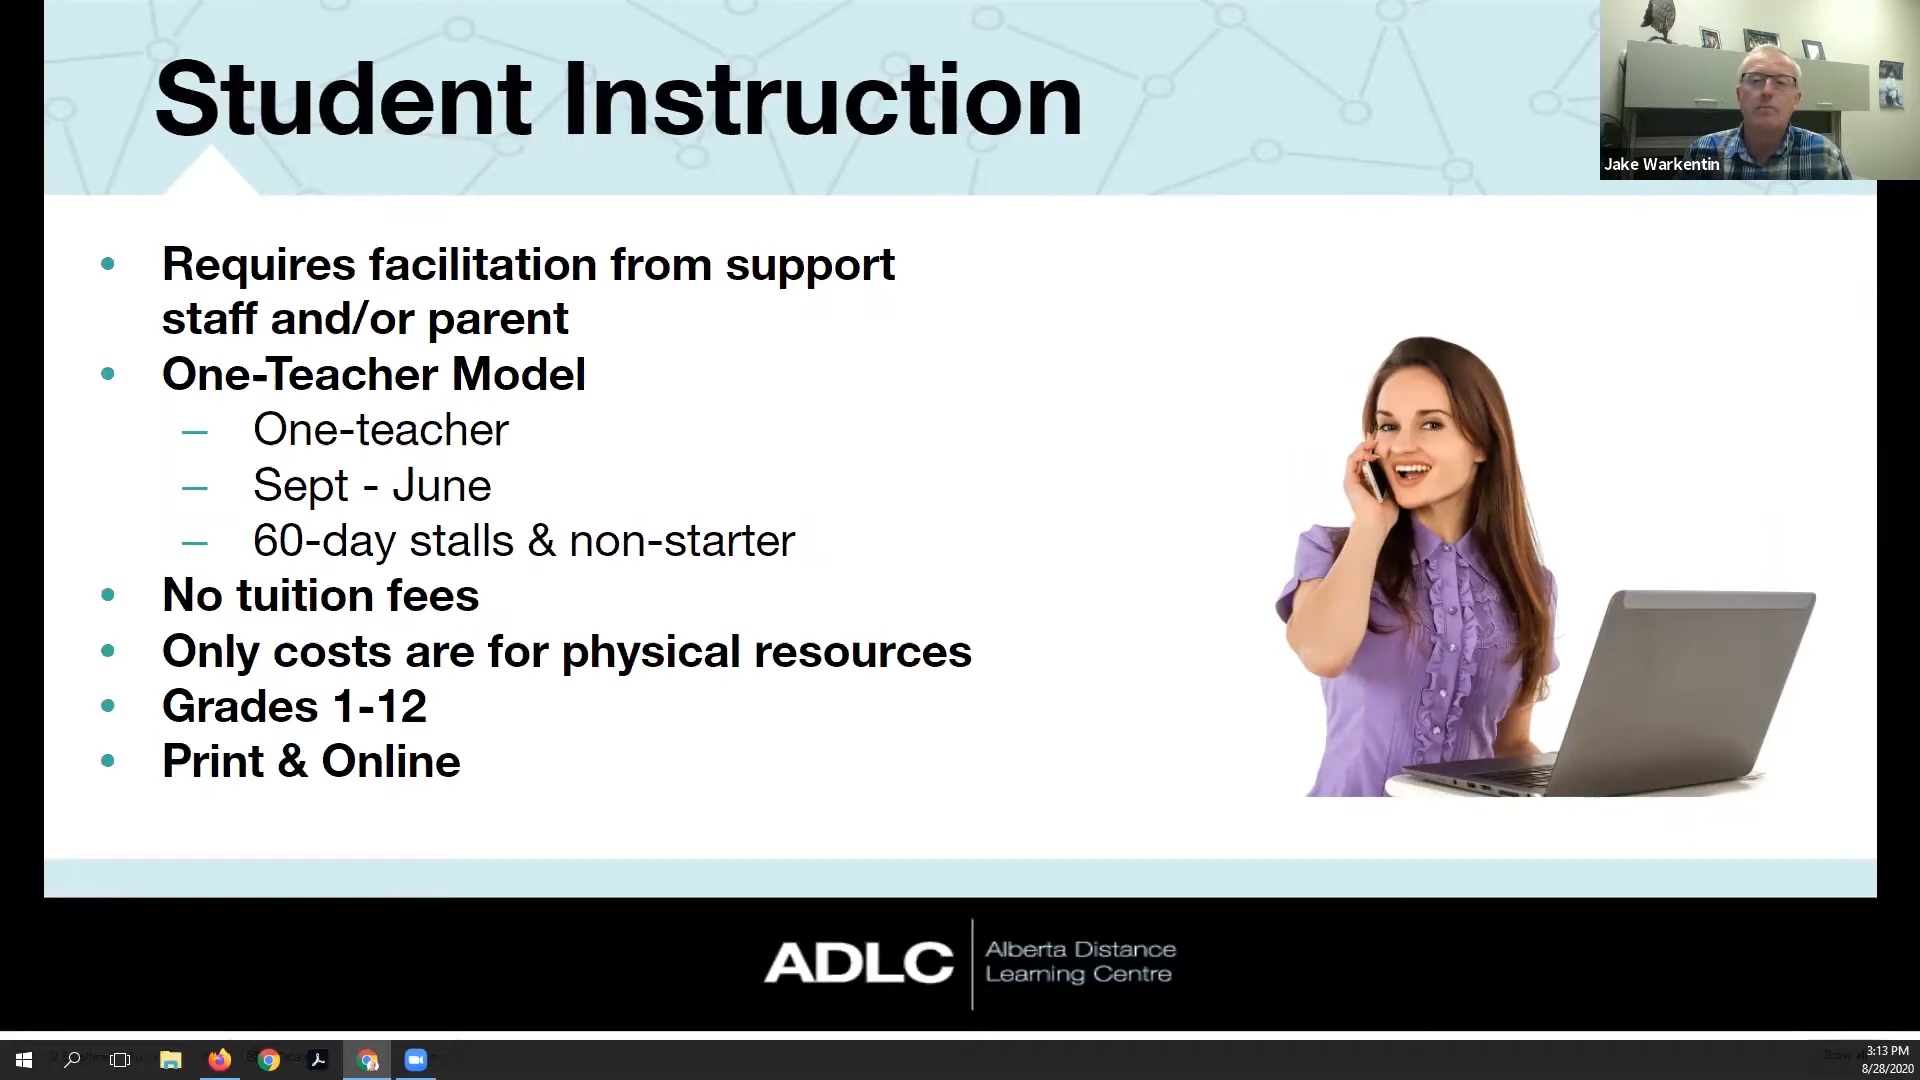 Student Instruction
Jake Warkentin
• Requires facilitation from support
staff and/or parent
• One-Teacher Model
– One-teacher
– Sept - June
– 60-day stalls & non-starter
• No tuition fees
• Only costs are for physical resources
• Grades 1-12
• Print & Online
ADLC
Alberta Distance
Learning Centre
3:13 PM
8/28/2020